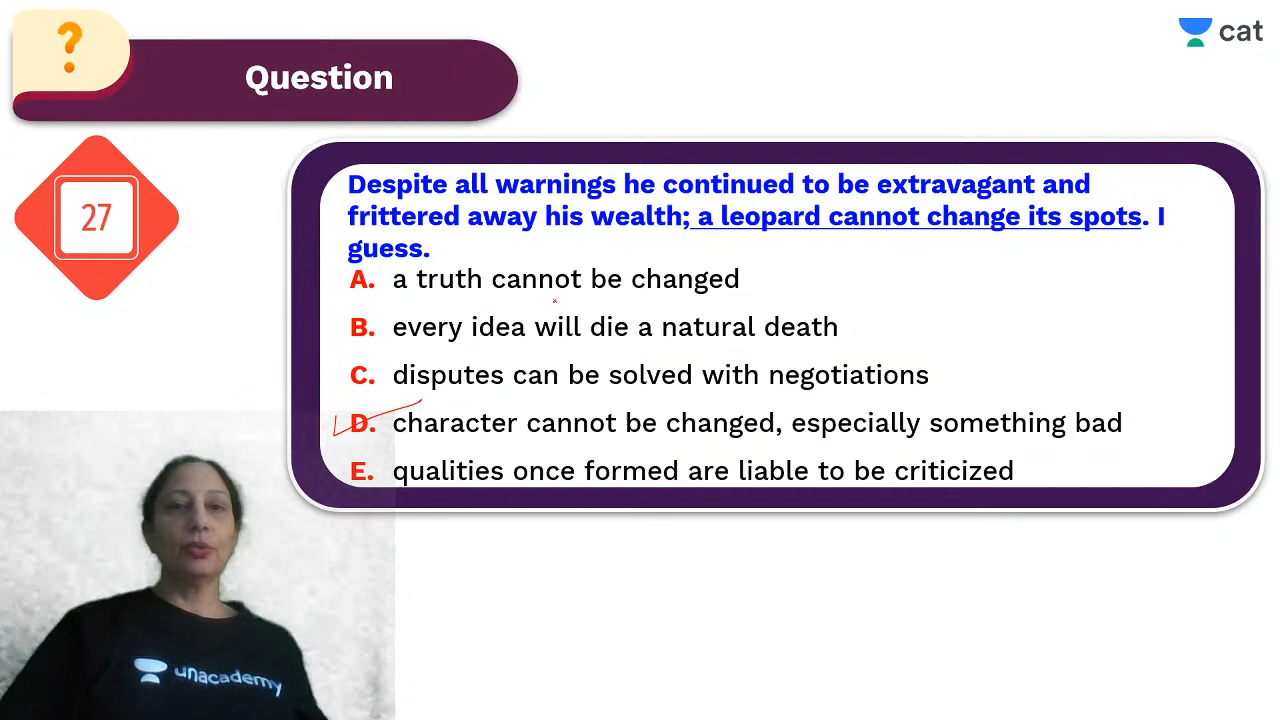 ?
Question
cat
27
Despite all warnings he continued to be extravagant and
frittered away his wealth; a leopard cannot change its spots. I
guess.
A. a truth cannot be changed
B. every idea will die a natural death
C. disputes can be solved with negotiations
D. character cannot be changed, especially something bad
E. qualities once formed are liable to be criticized
unacademy